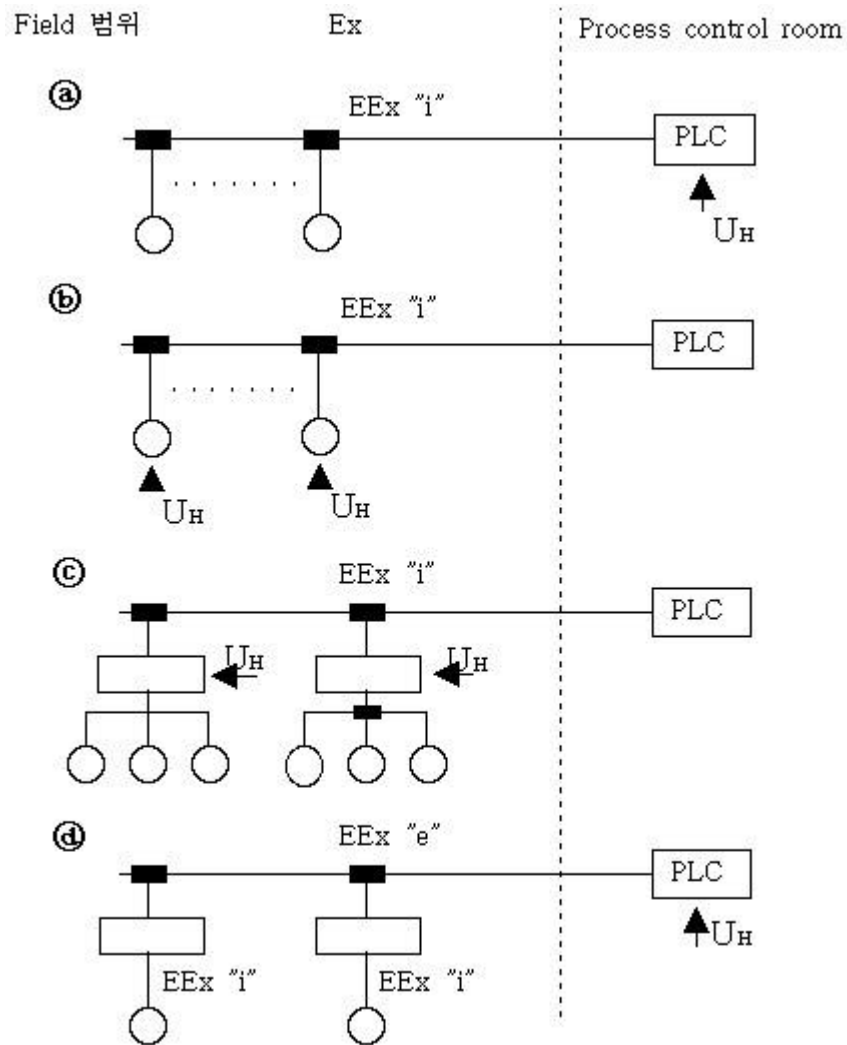 Field 범위 Ex Process control room
ⓐ
EEx "i"
PLC
UH
ⓑ
EEx "i"
PLC
UH UH
ⓒ
EEx "i"
PLC
UH UH
ⓓ
EEx "e"
PLC
UH
EEx "i" EEx "i"